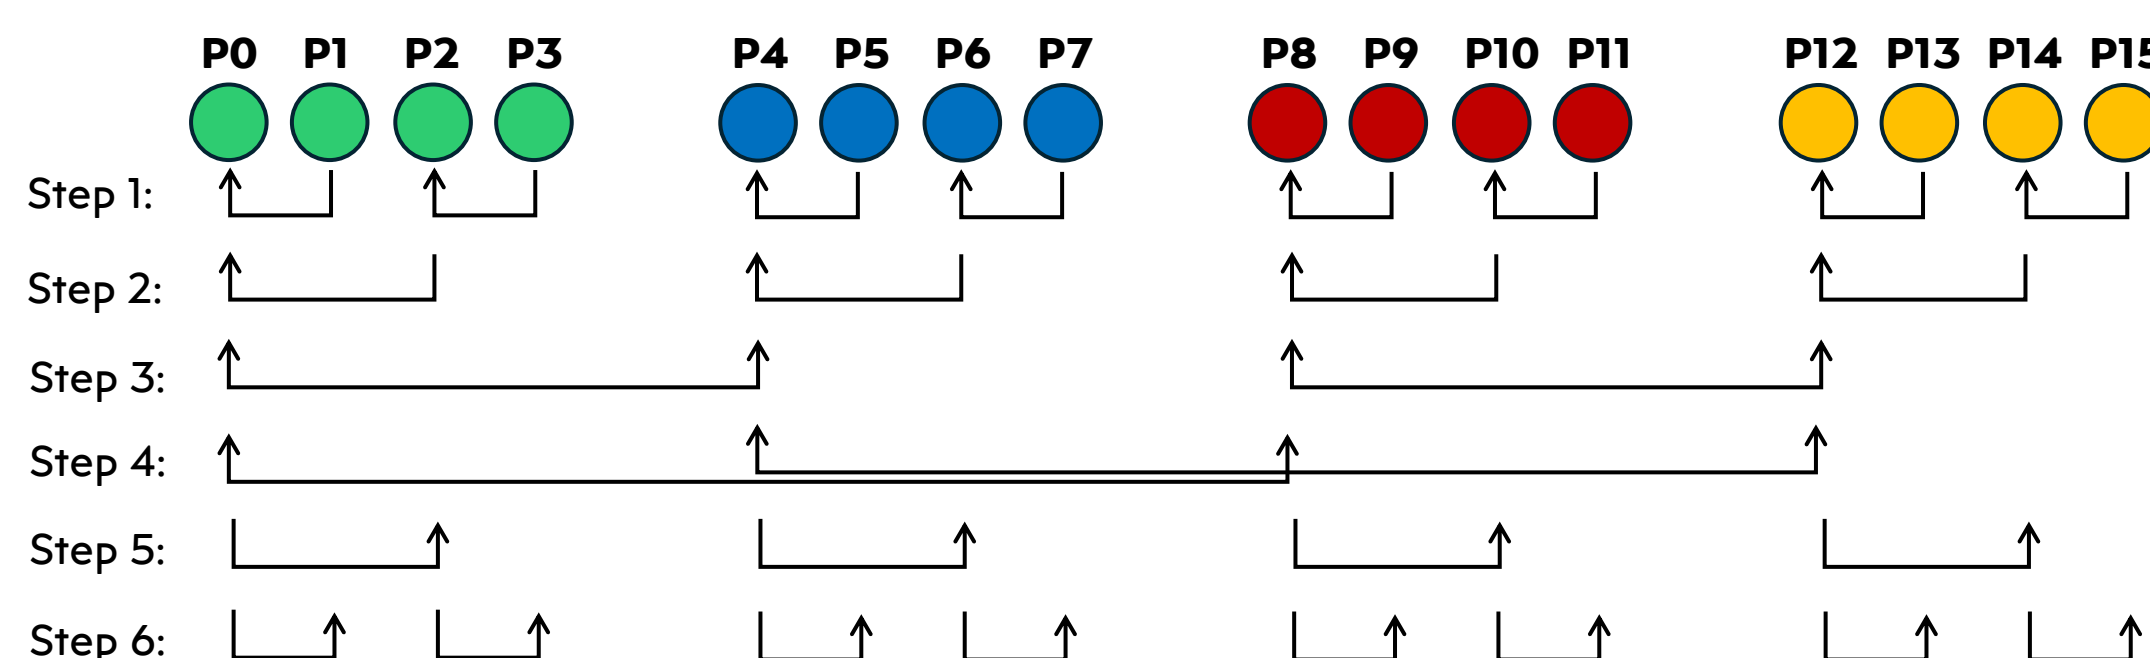 P0 P1 P2 P3 P4 P5 P6 P7 P8 P9 P10 P11 P12 P13 P14 P15
Step 1:
Step 2:
Step 3:
Step 4:
Step 5:
Step 6: